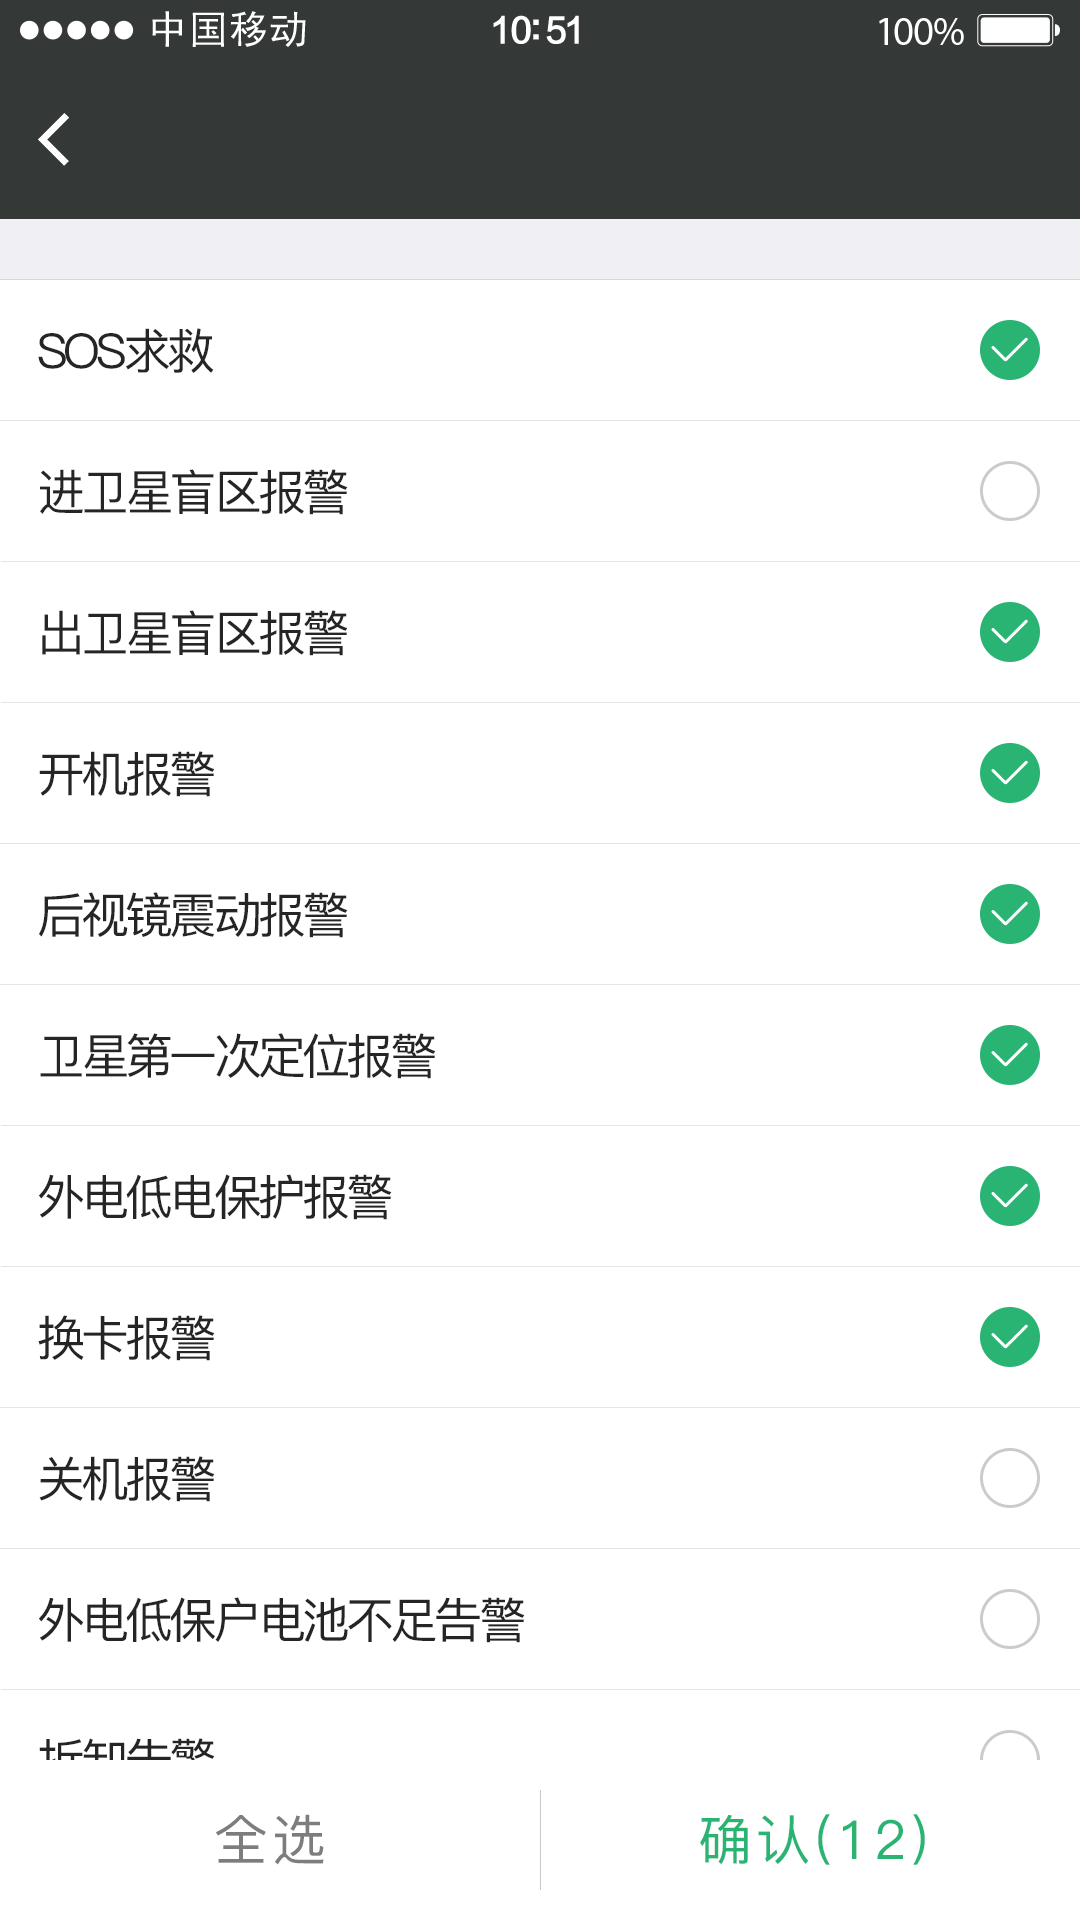 中国移动 10:51 100%
SOS求救
进卫星盲区报警
出卫星盲区报警
开机报警
后视镜震动报警
卫星第一次定位报警
外电低电保护报警
换卡报警
关机报警
外电低保户电池不足告警
全选 确认(12)